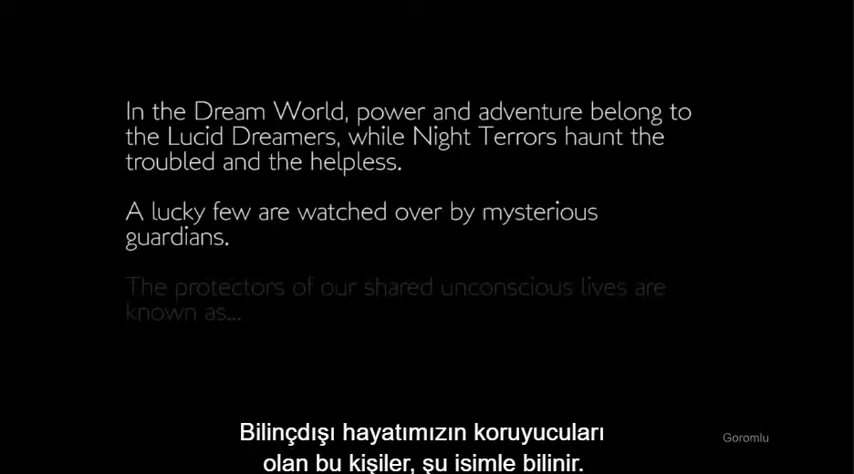 In the Dream World, power and adventure belong to
the Lucid Dreamers, while Night Terrors haunt the
troubled and the helpless.
A lucky few are watched over by mysterious
guardians.
The protectors of our shared unconscious lives are
known as...
Bilinçdışı hayatımızın koruyucuları
olan bu kişiler, şu isimle bilinir.
Goromlu